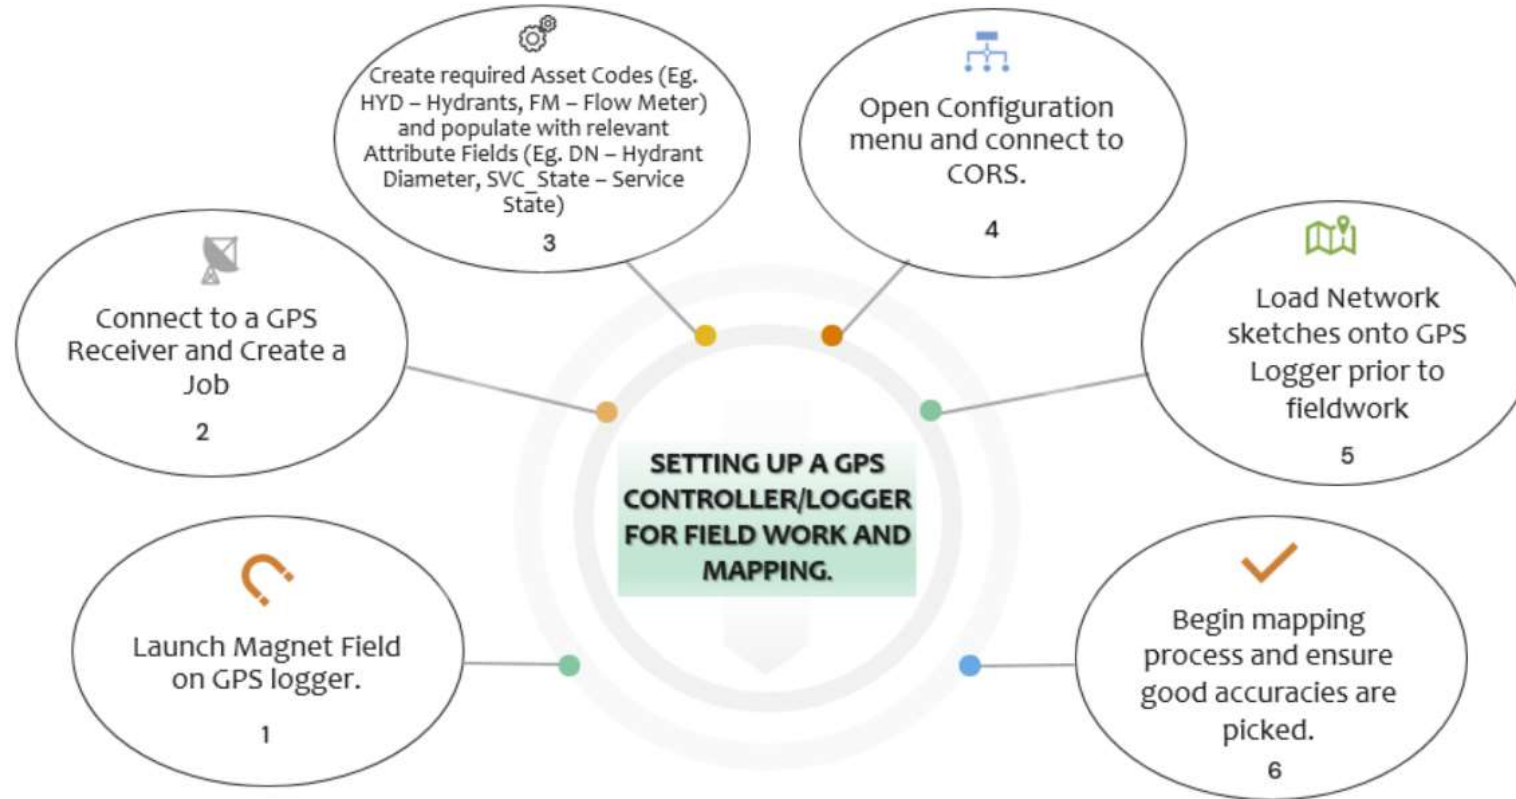 Launch Magnet Field
on GPS logger.
1
Connect to a GPS
Receiver and Create a
Job
2
Create required Asset Codes (Eg.
HYD – Hydrants, FM – Flow Meter)
and populate with relevant
Attribute Fields (Eg. DN – Hydrant
Diameter, SVC_State – Service
State)
3
Open Configuration
menu and connect to
CORS.
4
Load Network
sketches onto GPS
Logger prior to
fieldwork
5
Begin mapping
process and ensure
good accuracies are
picked.
6
SETTING UP A GPS
CONTROLLER/LOGGER
FOR FIELD WORK AND
MAPPING.